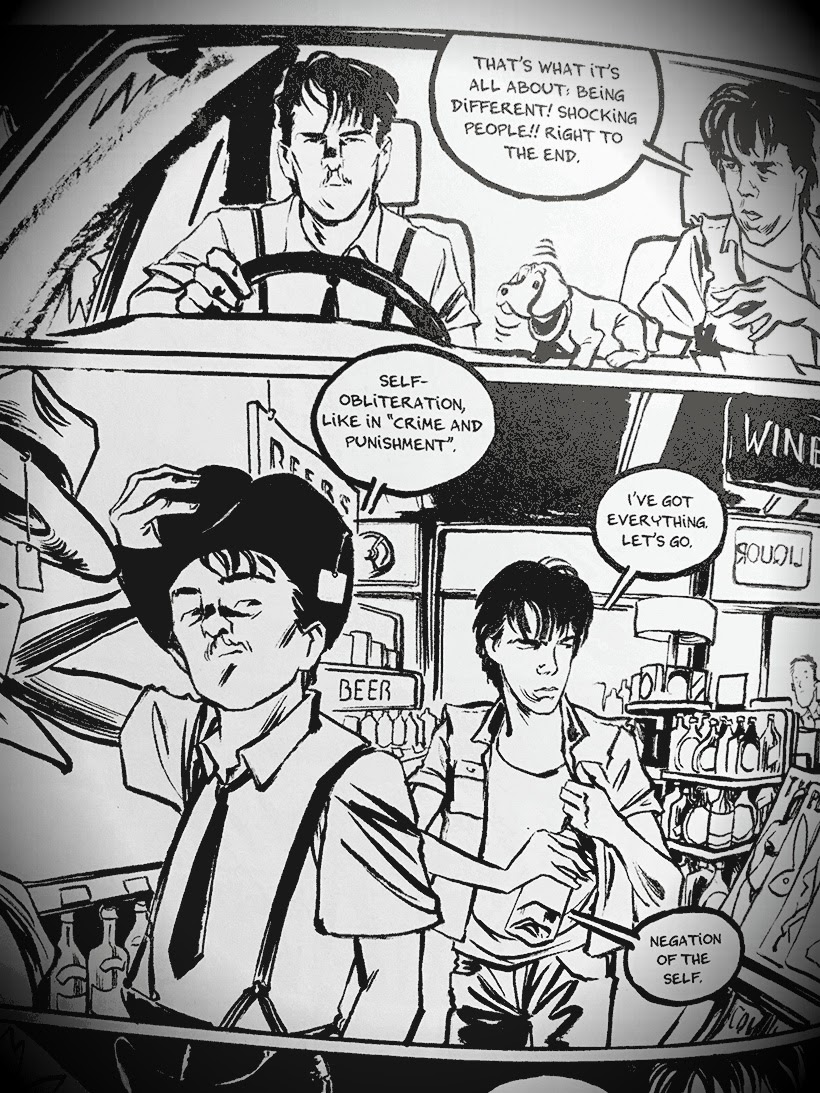 THAT'S WHAT IT'S
ALL ABOUT: BEING
DIFFERENT! SHOCKING
PEOPLE!! RIGHT TO
THE END.
SELF-
OBLITERATION,
LIKE IN "CRIME AND
PUNISHMENT".
BEERS
WINE
I'VE GOT
EVERYTHING.
LET'S GO.
LIQUOR
BEER
NEGATION
OF THE
SELF.